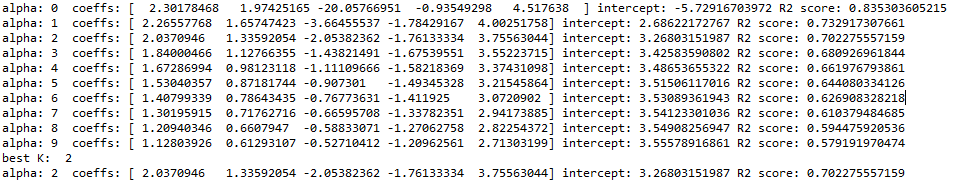 alpha: 0 coeffs: [ 2.30178468 1.97425165 -20.05766951 -0.93549298 4.517638 ] intercept: -5.72916703972 R2 score: 0.835303605215
alpha: 1 coeffs: [ 2.26557768 1.65747423 -3.66455537 -1.78429167 4.00251758] intercept: 2.68622172767 R2 score: 0.732917307661
alpha: 2 coeffs: [ 2.0370946 1.33592054 -2.05382362 -1.76133334 3.75563044] intercept: 3.26803151987 R2 score: 0.702275557159
alpha: 3 coeffs: [ 1.84000466 1.12766355 -1.43821491 -1.67539551 3.55223715] intercept: 3.42583590802 R2 score: 0.680926961844
alpha: 4 coeffs: [ 1.67286994 0.98123118 -1.11109666 -1.58218369 3.37431098] intercept: 3.48653655322 R2 score: 0.661976793861
alpha: 5 coeffs: [ 1.53040357 0.87181744 -0.907301 -1.49345328 3.21545864] intercept: 3.51506117016 R2 score: 0.644080334126
alpha: 6 coeffs: [ 1.40799339 0.78643435 -0.76773631 -1.411925 3.0720902 ] intercept: 3.53089361943 R2 score: 0.626908328218
alpha: 7 coeffs: [ 1.30195915 0.71762716 -0.66595708 -1.33782351 2.94173885] intercept: 3.54123301036 R2 score: 0.610379484685
alpha: 8 coeffs: [ 1.20940346 0.6607947 -0.58833071 -1.27062758 2.82254372] intercept: 3.54908256947 R2 score: 0.594475920536
alpha: 9 coeffs: [ 1.12803926 0.61293107 -0.52710412 -1.20962561 2.71303199] intercept: 3.55578916861 R2 score: 0.579191970474
best K: 2
alpha: 2 coeffs: [ 2.0370946 1.33592054 -2.05382362 -1.76133334 3.75563044] intercept: 3.26803151987 R2 score: 0.702275557159